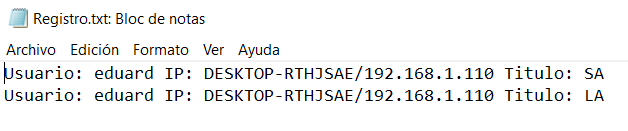 Registro.txt: Bloc de notas
Archivo Edición Formato Ver Ayuda
Usuario: eduard IP: DESKTOP-RTHJSAE/192.168.1.110 Titulo: SA
Usuario: eduard IP: DESKTOP-RTHJSAE/192.168.1.110 Titulo: LA